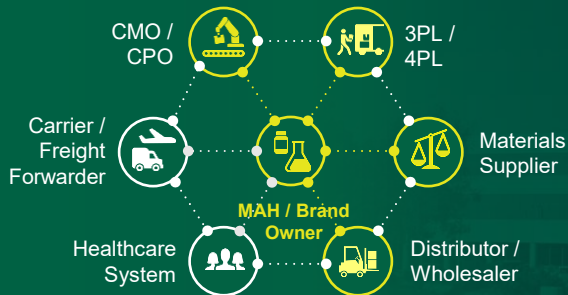 CMO /
CPO
3PL /
4PL
Carrier /
Freight
Forwarder
Materials
Supplier
MAH / Brand
Owner
Healthcare
System
Distributor /
Wholesaler